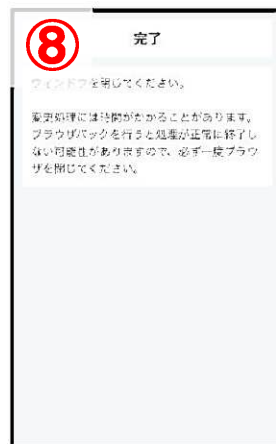 ⑧
完了
ウィンドウを閉じてください。
変更処理には時間がかかることがあります。
ブラウザバックを行うと処理が正常に終了し
ない可能性がありますので、必ず一度ブラウ
ザを閉じてください。